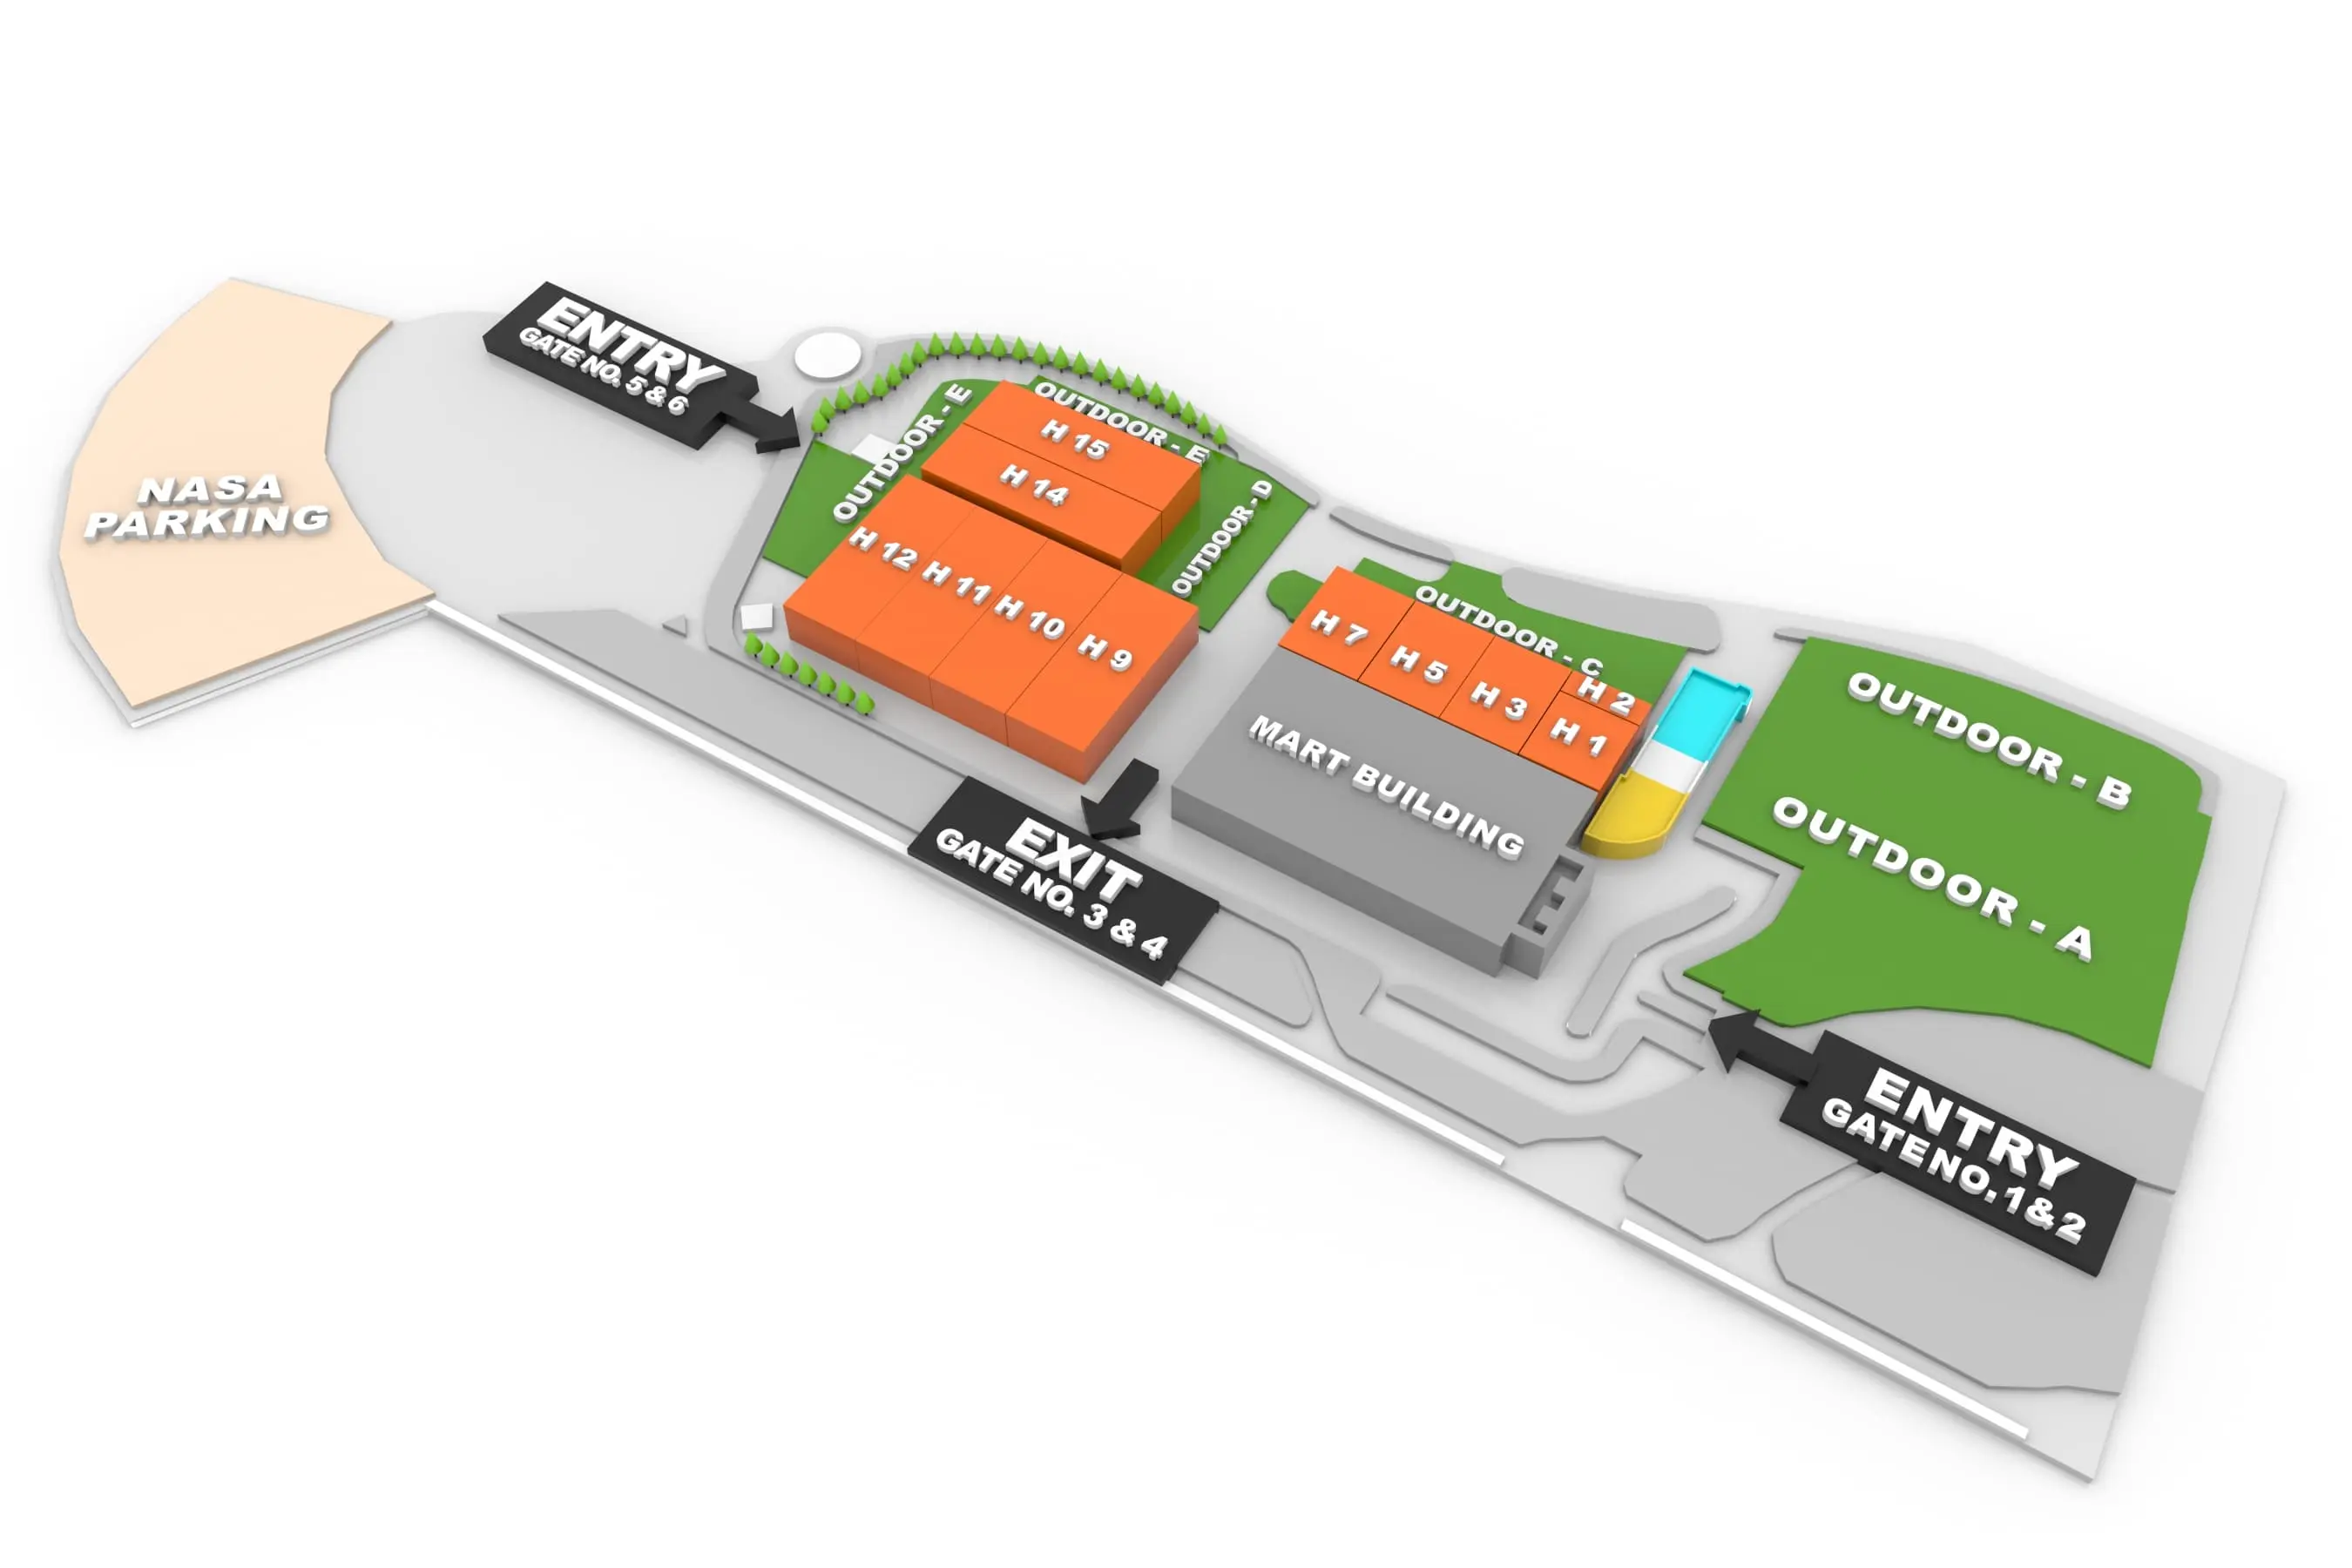 NASA
PARKING
ENTRY
GATE NO. 5 & 6
OUTDOOR - E
OUTDOOR - E
H 15
H 14
OUTDOOR - D
H 12
H 11
H 10
H 9
EXIT
GATE NO. 3 & 4
OUTDOOR - C
H 7
H 5
H 3
H 2
H 1
MART BUILDING
OUTDOOR - B
OUTDOOR - A
ENTRY
GATE NO. 1 & 2